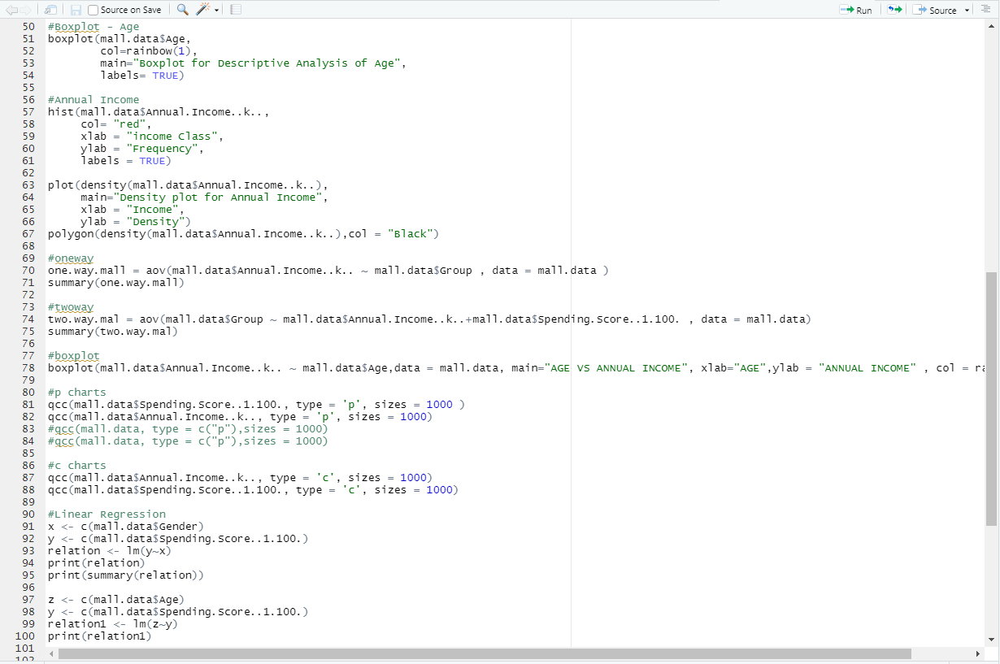 Source on Save
Run
Source
50 #Boxplot - Age
51 boxplot(mall.data$Age,
52 col=rainbow(1),
53 main="Boxplot for Descriptive Analysis of Age",
54 labels= TRUE)
55
56 #Annual Income
57 hist(mall.data$Annual.Income..k..,
58 col= "red",
59 xlab = "income Class",
60 ylab = "Frequency",
61 labels = TRUE)
62
63 plot(density(mall.data$Annual.Income..k..),
64 main="Density plot for Annual Income",
65 xlab = "Income",
66 ylab = "Density")
67 polygon(density(mall.data$Annual.Income..k..),col = "Black")
68
69 #oneway
70 one.way.mall = aov(mall.data$Annual.Income..k.. ~ mall.data$Group , data = mall.data )
71 summary(one.way.mall)
72
73 #twoway
74 two.way.mal = aov(mall.data$Group ~ mall.data$Annual.Income..k..+mall.data$Spending.Score..1.100. , data = mall.data)
75 summary(two.way.mal)
76
77 #boxplot
78 boxplot(mall.data$Annual.Income..k.. ~ mall.data$Age,data = mall.data, main="AGE VS ANNUAL INCOME", xlab="AGE",ylab = "ANNUAL INCOME" , col =
79
80 #p charts
81 qcc(mall.data$Spending.Score..1.100., type = 'p', sizes = 1000 )
82 qcc(mall.data$Annual.Income..k.., type = 'p', sizes = 1000)
83 #qcc(mall.data, type = c("p"),sizes = 1000)
84 #qcc(mall.data, type = c("p"),sizes = 1000)
85
86 #c charts
87 qcc(mall.data$Annual.Income..k.., type = 'c', sizes = 1000)
88 qcc(mall.data$Spending.Score..1.100., type = 'c', sizes = 1000)
89
90 #Linear Regression
91 x <- c(mall.data$Gender)
92 y <- c(mall.data$Spending.Score..1.100.)
93 relation <- lm(y~x)
94 print(relation)
95 print(summary(relation))
96
97 z <- c(mall.data$Age)
98 y <- c(mall.data$Spending.Score..1.100.)
99 relation1 <- lm(z~y)
100 print(relation1)
101